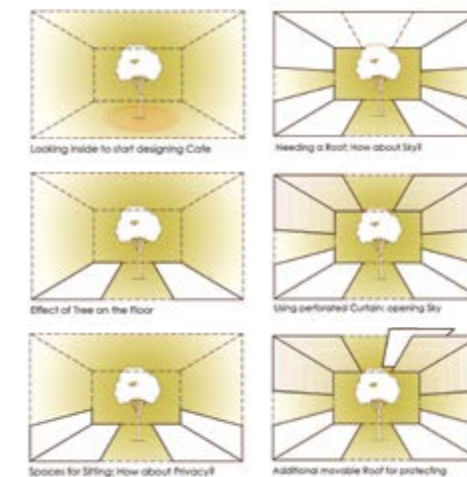 Looking Inside to start designing Cafe
Needing a Roof: How about Sky?
Effect of Tree on the Floor
Using perforated Curtain: opening Sky
Spaces for Sitting: How about Privacy?
Additional movable Roof for protecting